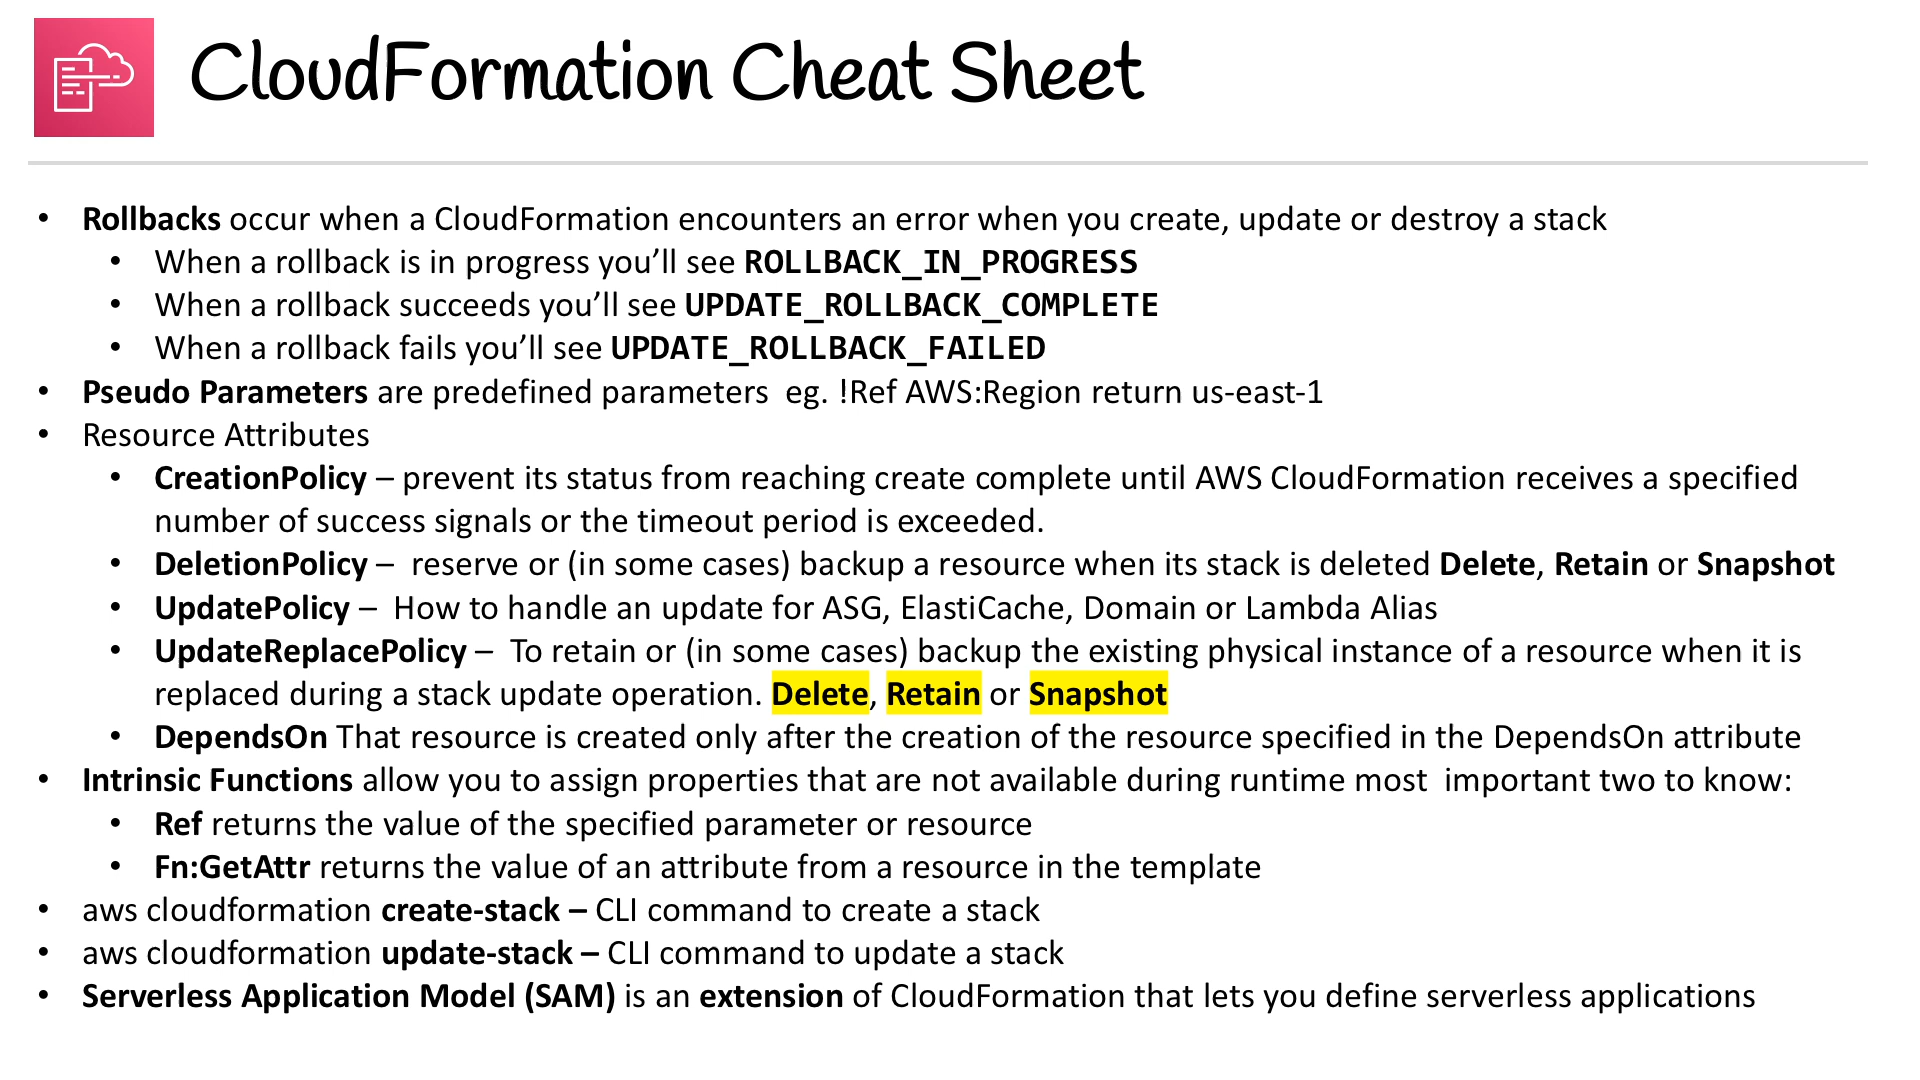 CloudFormation Cheat Sheet
• Rollbacks occur when a CloudFormation encounters an error when you create, update or destroy a stack
• When a rollback is in progress you’ll see ROLLBACK_IN_PROGRESS
• When a rollback succeeds you’ll see UPDATE_ROLLBACK_COMPLETE
• When a rollback fails you’ll see UPDATE_ROLLBACK_FAILED
• Pseudo Parameters are predefined parameters  eg. !Ref AWS:Region return us-east-1
• Resource Attributes
• CreationPolicy – prevent its status from reaching create complete until AWS CloudFormation receives a specified
number of success signals or the timeout period is exceeded.
• DeletionPolicy –  reserve or (in some cases) backup a resource when its stack is deleted Delete, Retain or Snapshot
• UpdatePolicy –  How to handle an update for ASG, ElastiCache, Domain or Lambda Alias
• UpdateReplacePolicy –  To retain or (in some cases) backup the existing physical instance of a resource when it is
replaced during a stack update operation. Delete, Retain or Snapshot
• DependsOn That resource is created only after the creation of the resource specified in the DependsOn attribute
• Intrinsic Functions allow you to assign properties that are not available during runtime most  important two to know:
• Ref returns the value of the specified parameter or resource
• Fn:GetAttr returns the value of an attribute from a resource in the template
• aws cloudformation create-stack – CLI command to create a stack
• aws cloudformation update-stack – CLI command to update a stack
• Serverless Application Model (SAM) is an extension of CloudFormation that lets you define serverless applications